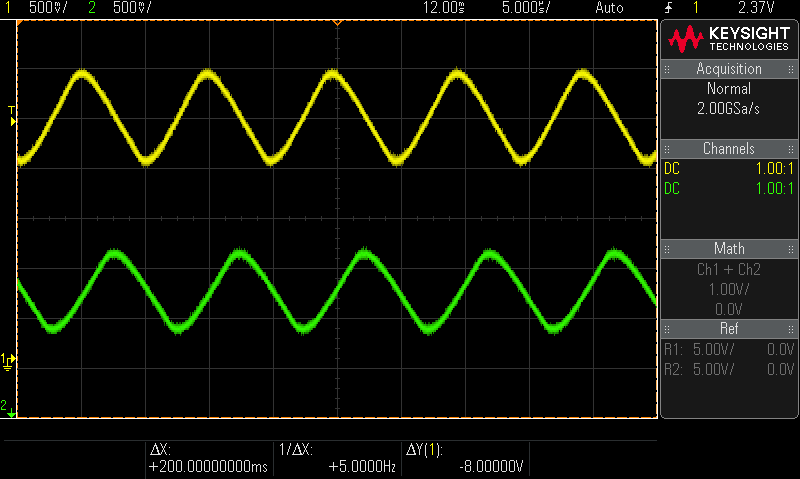 1 500mV/ 2 500mV/ 12.00ms 5.000ms/ Auto 1 2.37V
KEYSIGHT
TECHNOLOGIES
Acquisition
Normal
2.00GSa/s
Channels
DC 1.00:1
DC 1.00:1
Math
Ch1 + Ch2
1.00V/
0.0V
Ref
R1: 5.00V/ 0.0V
R2: 5.00V/ 0.0V
T
1
2
ΔX: 1/ΔX: ΔY(1):
+200.00000000ms +5.0000Hz -8.00000V